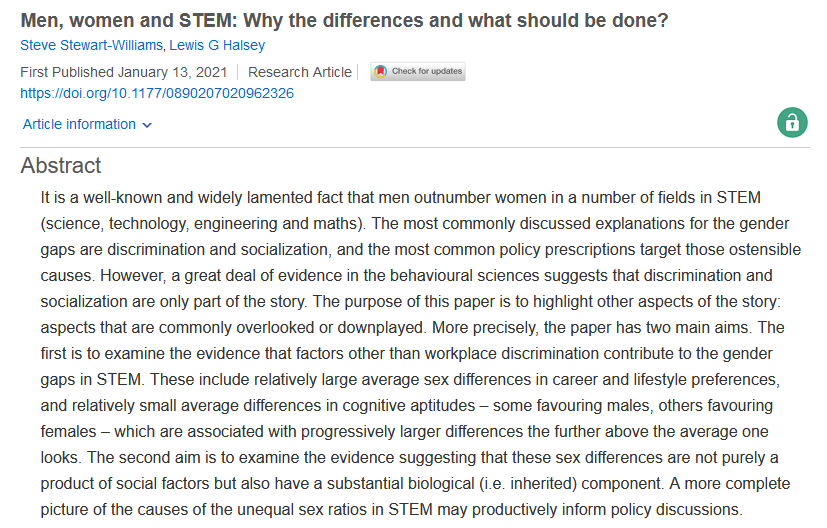 Men, women and STEM: Why the differences and what should be done?
Steve Stewart-Williams, Lewis G Halsey
First Published January 13, 2021 | Research Article | Check for updates
https://doi.org/10.1177/0890207020962326
Article information
Abstract
It is a well-known and widely lamented fact that men outnumber women in a number of fields in STEM
(science, technology, engineering and maths). The most commonly discussed explanations for the gender
gaps are discrimination and socialization, and the most common policy prescriptions target those ostensible
causes. However, a great deal of evidence in the behavioural sciences suggests that discrimination and
socialization are only part of the story. The purpose of this paper is to highlight other aspects of the story:
aspects that are commonly overlooked or downplayed. More precisely, the paper has two main aims. The
first is to examine the evidence that factors other than workplace discrimination contribute to the gender
gaps in STEM. These include relatively large average sex differences in career and lifestyle preferences,
and relatively small average differences in cognitive aptitudes – some favouring males, others favouring
females – which are associated with progressively larger differences the further above the average one
looks. The second aim is to examine the evidence suggesting that these sex differences are not purely a
product of social factors but also have a substantial biological (i.e. inherited) component. A more complete
picture of the causes of the unequal sex ratios in STEM may productively inform policy discussions.